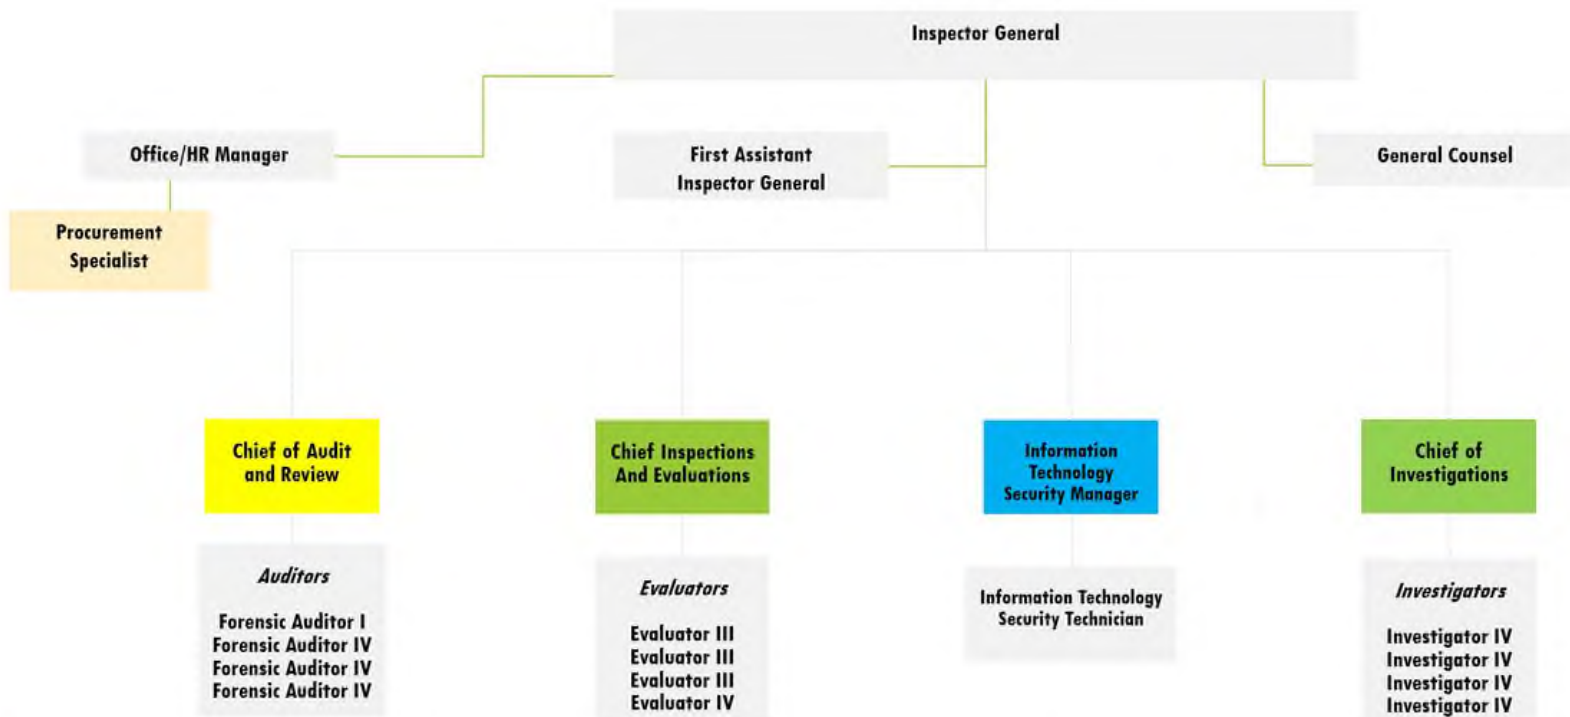 Inspector General
Office/HR Manager
First Assistant
Inspector General
General Counsel
Procurement
Specialist
Chief of Audit
and Review
Chief Inspections
And Evaluations
Information
Technology
Security Manager
Chief of
Investigations
Auditors
Forensic Auditor I
Forensic Auditor IV
Forensic Auditor IV
Forensic Auditor IV
Evaluators
Evaluator III
Evaluator III
Evaluator III
Evaluator IV
Information Technology
Security Technician
Investigators
Investigator IV
Investigator IV
Investigator IV
Investigator IV